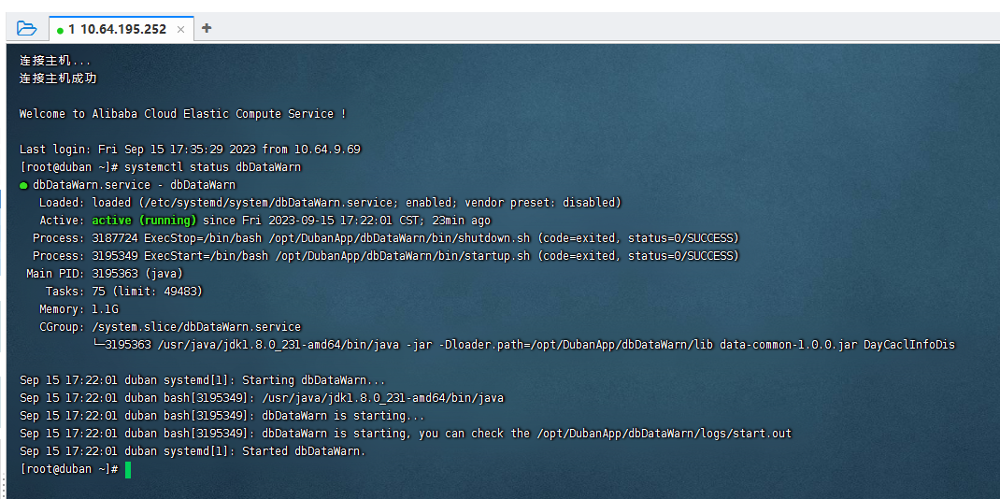 1 10.64.195.252 × +
连接主机...
连接主机成功
Welcome to Alibaba Cloud Elastic Compute Service !
Last login: Fri Sep 15 17:35:29 2023 from 10.64.9.69
[root@duban ~]# systemctl status dbDataWarn
● dbDataWarn.service - dbDataWarn
Loaded: loaded (/etc/systemd/system/dbDataWarn.service; enabled; vendor preset: disabled)
Active: active (running) since Fri 2023-09-15 17:22:01 CST; 23min ago
Process: 3187724 ExecStop=/bin/bash /opt/DubanApp/dbDataWarn/bin/shutdown.sh (code=exited, status=0/SUCCESS)
Process: 3195349 ExecStart=/bin/bash /opt/DubanApp/dbDataWarn/bin/startup.sh (code=exited, status=0/SUCCESS)
Main PID: 3195363 (java)
Tasks: 75 (limit: 49483)
Memory: 1.1G
CGroup: /system.slice/dbDataWarn.service
└─3195363 /usr/java/jdk1.8.0_231-amd64/bin/java -jar -Dloader.path=/opt/DubanApp/dbDataWarn/lib data-common-1.0.0.jar DayCaclInfoDis
Sep 15 17:22:01 duban systemd[1]: Starting dbDataWarn...
Sep 15 17:22:01 duban bash[3195349]: /usr/java/jdk1.8.0_231-amd64/bin/java
Sep 15 17:22:01 duban bash[3195349]: dbDataWarn is starting...
Sep 15 17:22:01 duban bash[3195349]: dbDataWarn is starting, you can check the /opt/DubanApp/dbDataWarn/logs/start.out
Sep 15 17:22:01 duban systemd[1]: Started dbDataWarn.
[root@duban ~]#